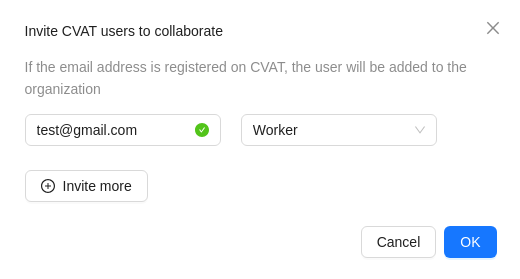 Invite CVAT users to collaborate
If the email address is registered on CVAT, the user will be added to the
organization
test@gmail.com
Worker
Invite more
Cancel
OK